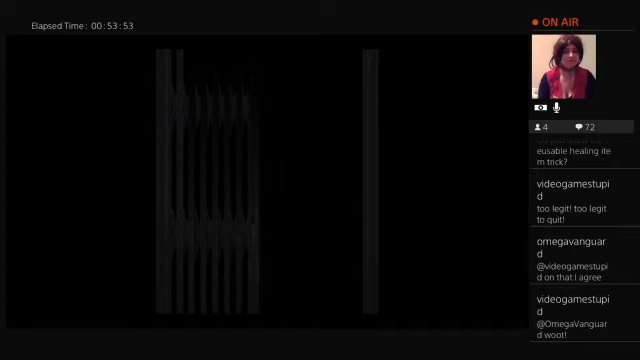 Elapsed Time : 00:53:53
ON AIR
4 72
eusable healing ite
m trick?
videogamestupi
d
too legit! too legit
to quit!
omegavanguar
d
@videogamestupi
d on that I agree
videogamestupi
d
@OmegaVanguar
d woot!